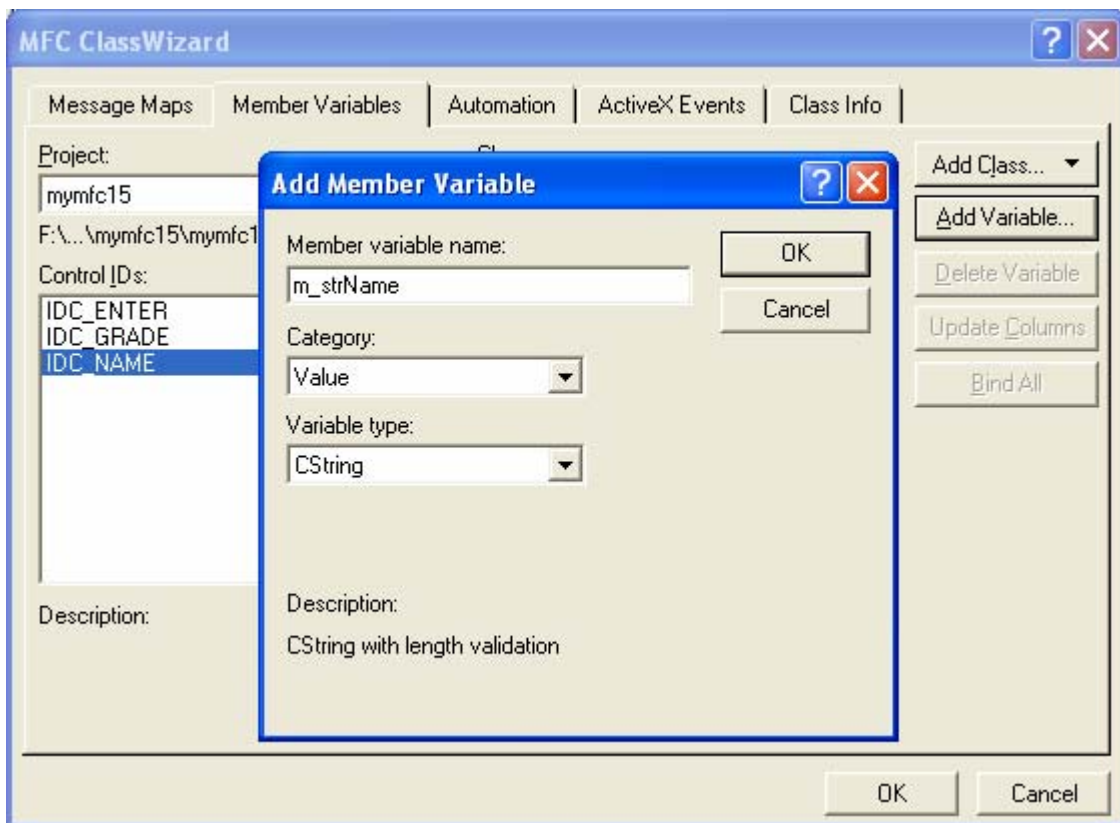 MFC ClassWizard
Message Maps Member Variables Automation ActiveX Events Class Info
Project:
mymfc15
F:\...\mymfc15\mymfc1
Control IDs:
IDC_ENTER
IDC_GRADE
IDC_NAME
Description:
Add Member Variable
Member variable name:
m_strName
Category:
Value
Variable type:
CString
Description:
CString with length validation
OK
Cancel
Add Class...
Add Variable...
Delete Variable
Update Columns
Bind All
OK Cancel